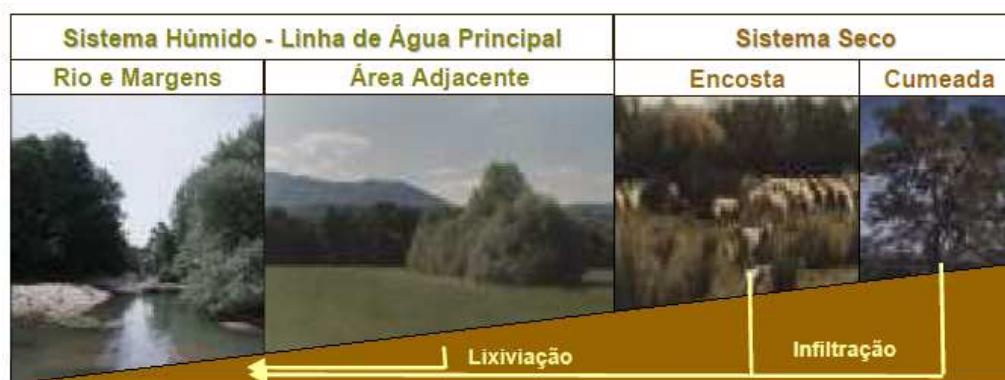 Sistema Húmido - Linha de Água Principal
Sistema Seco
Rio e Margens
Área Adjacente
Encosta
Cumeada
Lixiviação
Infiltração